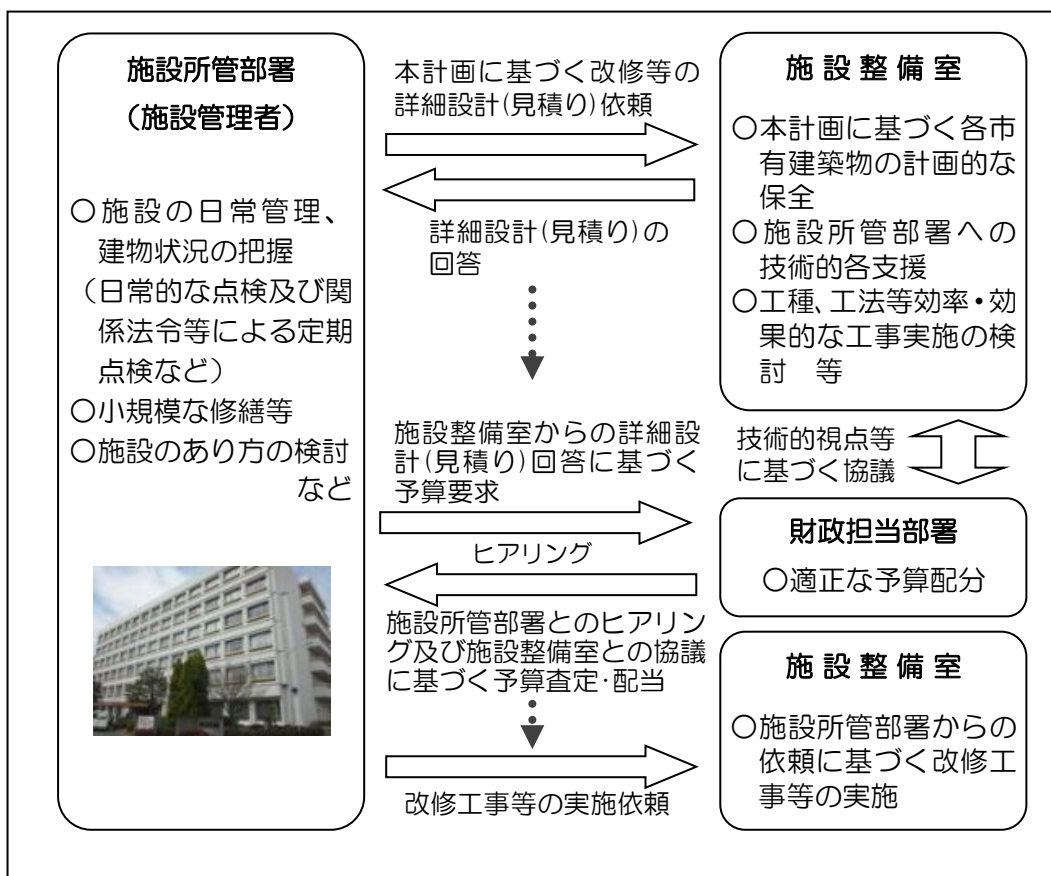 施設所管部署
（施設管理者）
○施設の日常管理、
建物状況の把握
（日常的な点検及び関
係法令等による定期
点検など）
○小規模な修繕等
○施設のあり方の検討
など
本計画に基づく改修等の
詳細設計(見積り)依頼
詳細設計(見積り)の
回答
施設整備室からの詳細設
計(見積り)回答に基づく
予算要求
ヒアリング
施設所管部署とのヒアリン
グ及び施設整備室との協議
に基づく予算査定･配当
改修工事等の実施依頼
施設整備室
○本計画に基づく各市
有建築物の計画的な
保全
○施設所管部署への
技術的各支援
○工種、工法等効率・効
果的な工事実施の検
討　等
技術的視点等
に基づく協議
財政担当部署
○適正な予算配分
施設整備室
○施設所管部署からの
依頼に基づく改修工
事等の実施